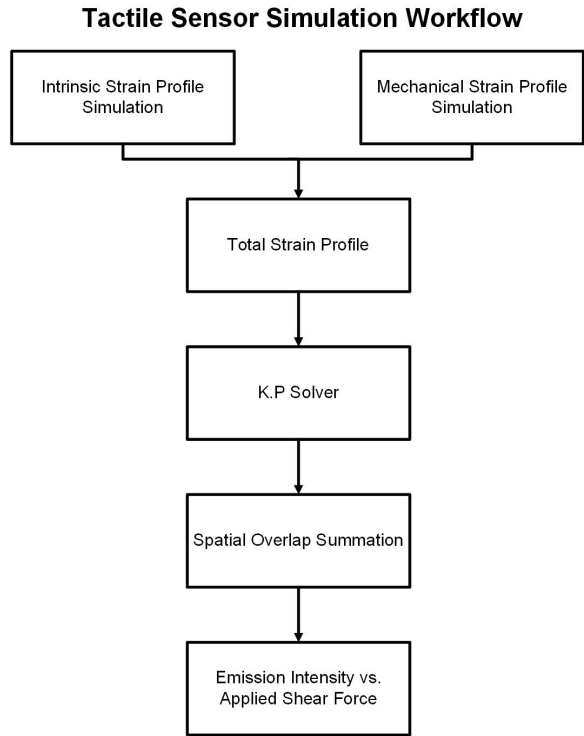 Tactile Sensor Simulation Workflow
Intrinsic Strain Profile
Simulation
Mechanical Strain Profile
Simulation
Total Strain Profile
K.P Solver
Spatial Overlap Summation
Emission Intensity vs.
Applied Shear Force